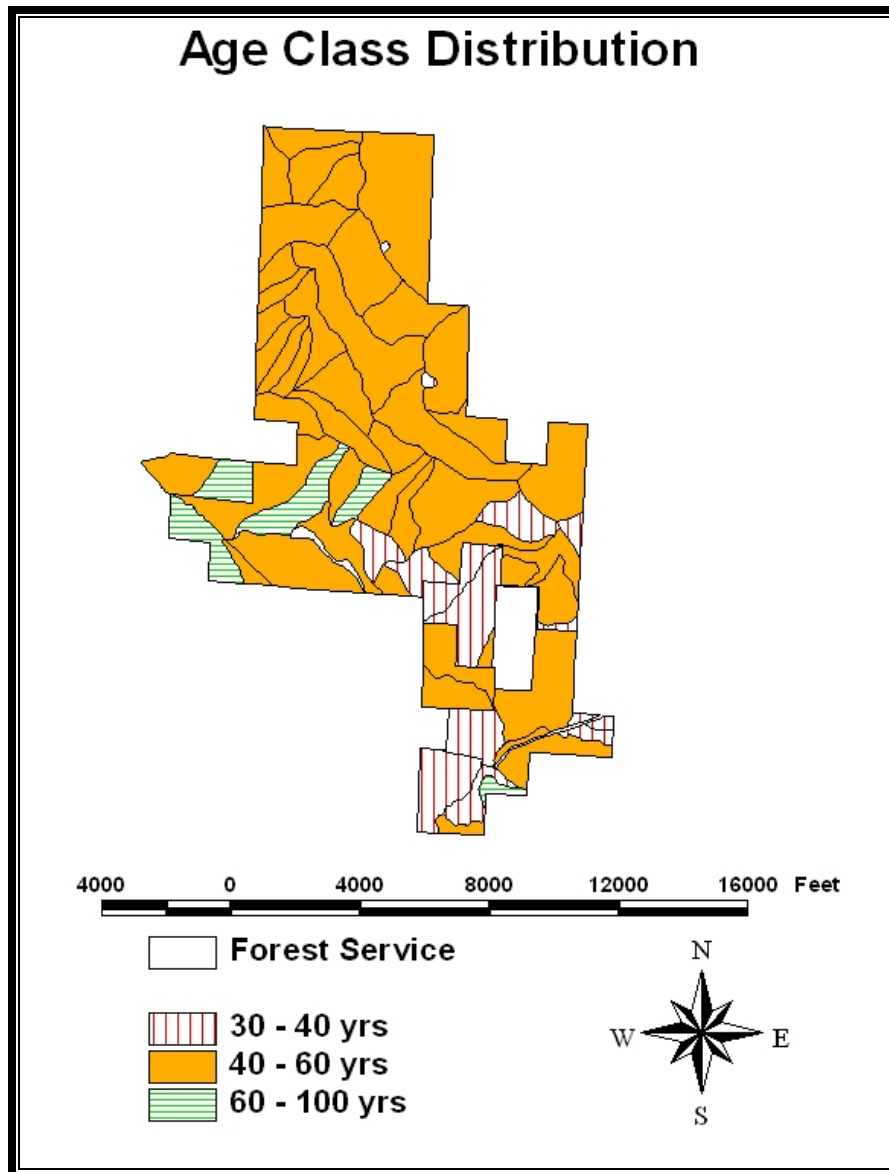 Age Class Distribution
4000 0 4000 8000 12000 16000 Feet
Forest Service
30 - 40 yrs
40 - 60 yrs
60 - 100 yrs
N
W E
S